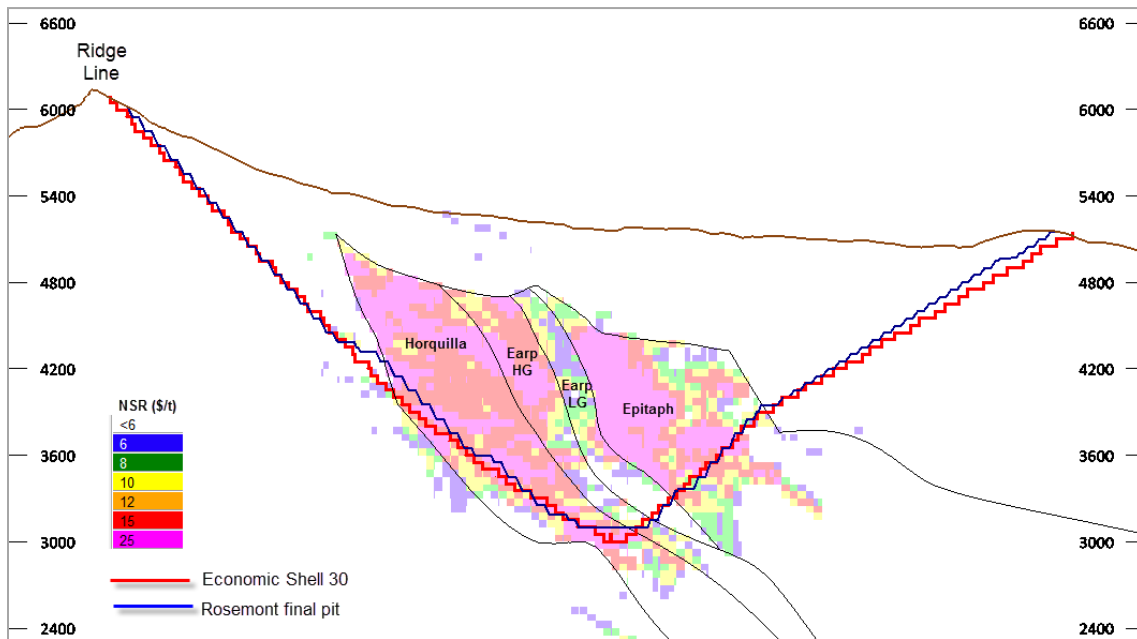 6600 6600
Ridge
Line
6000 6000
5400 5400
4800 4800
Horquilla
Earp
HG
4200 4200
Earp
LG
Epitaph
NSR ($/t)
<6
6
8
10
12
15
25
3600 3600
3000 3000
Economic Shell 30
Rosemont final pit
2400 2400